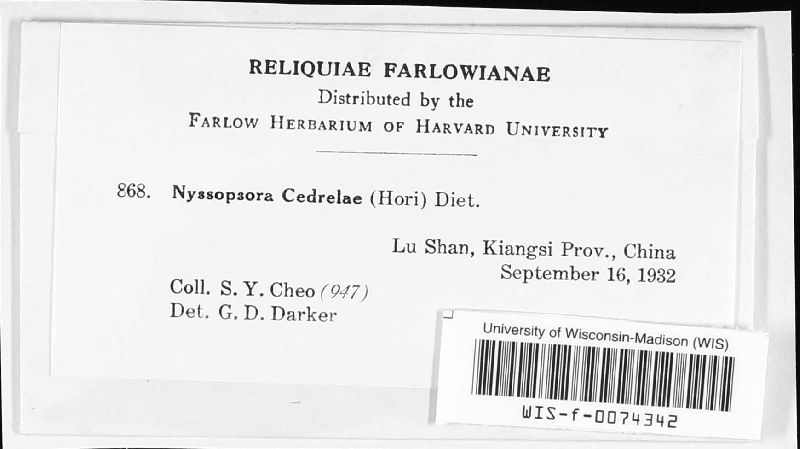 RELIQUIAE FARLOWIANAE
Distributed by the
FARLOW HERBARIUM OF HARVARD UNIVERSITY
868. Nyssopsora Cedrelae (Hori) Diet.
Lu Shan, Kiangsi Prov., China
September 16, 1932
Coll. S. Y. Cheo (947)
Det. G. D. Darker
University of Wisconsin-Madison (WIS)
WIS-f-0074342